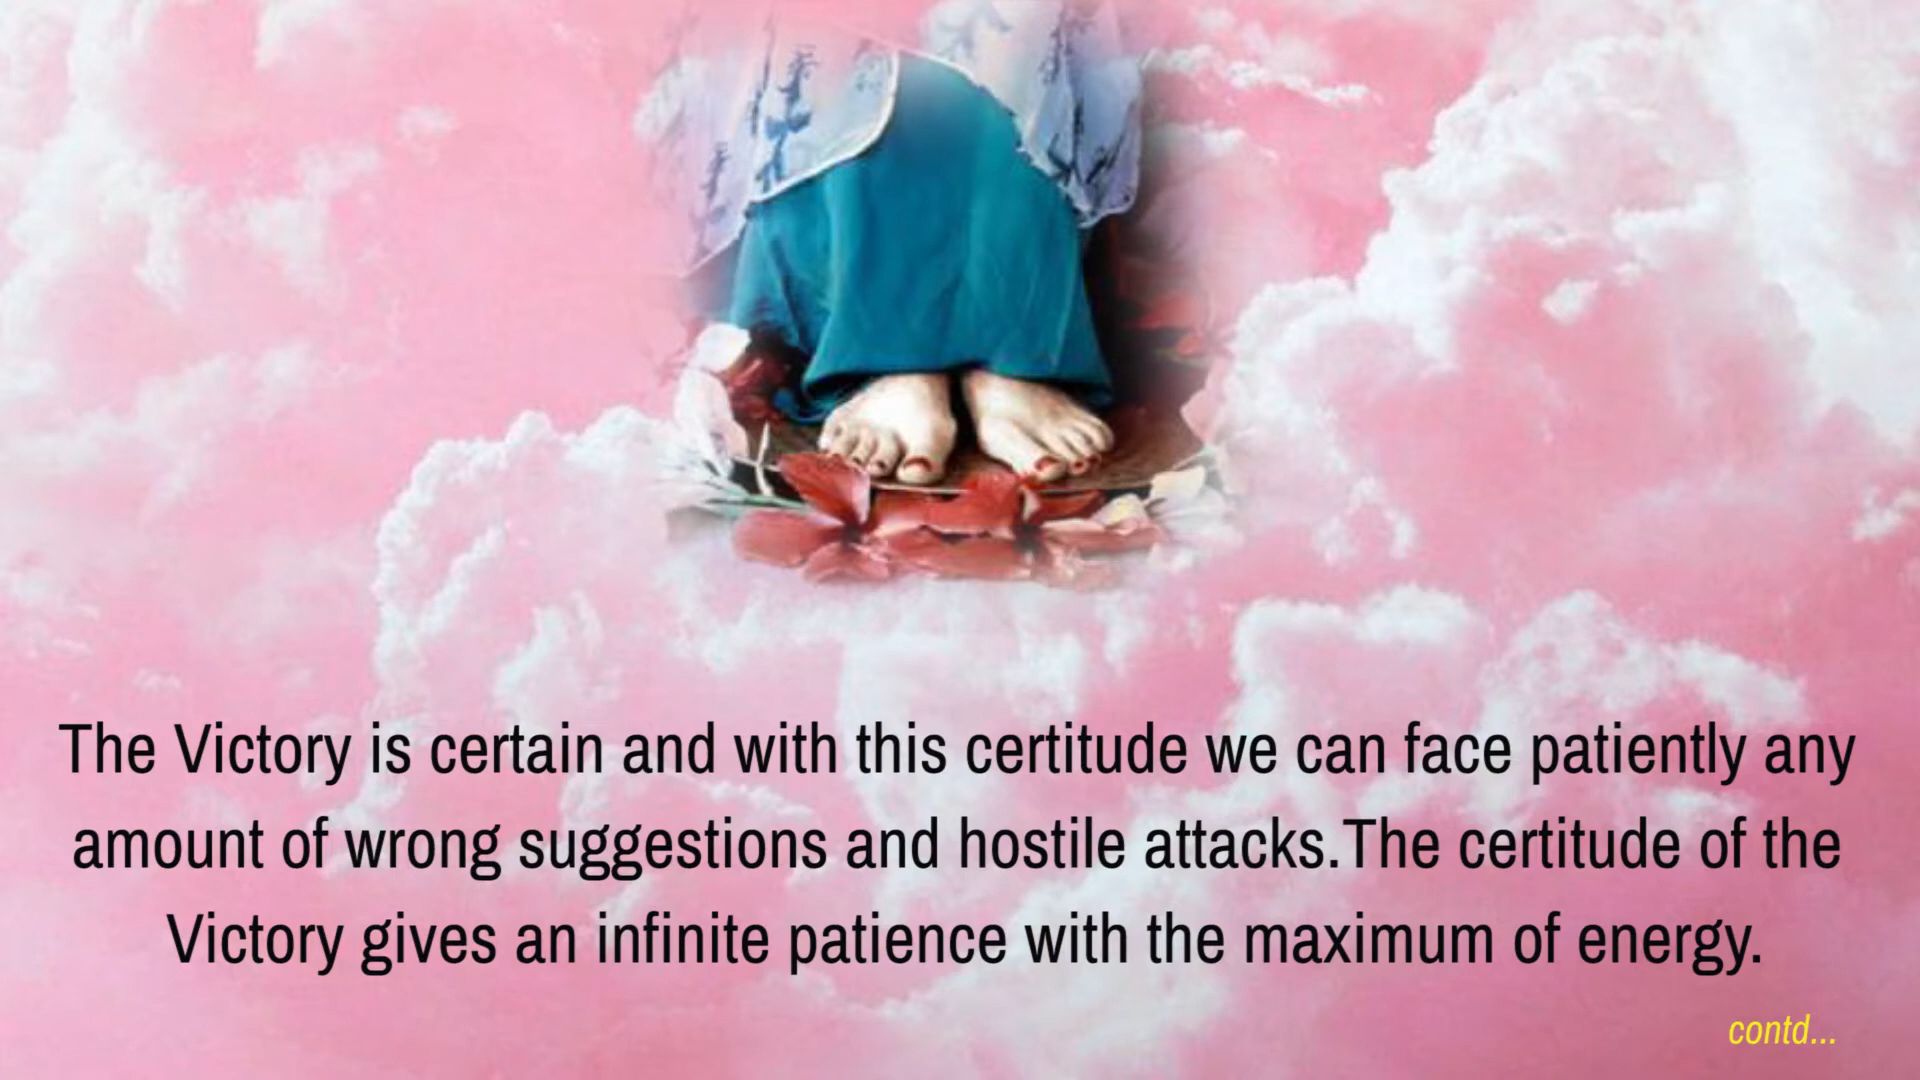 The Victory is certain and with this certitude we can face patiently any
amount of wrong suggestions and hostile attacks.The certitude of the
Victory gives an infinite patience with the maximum of energy.
contd...